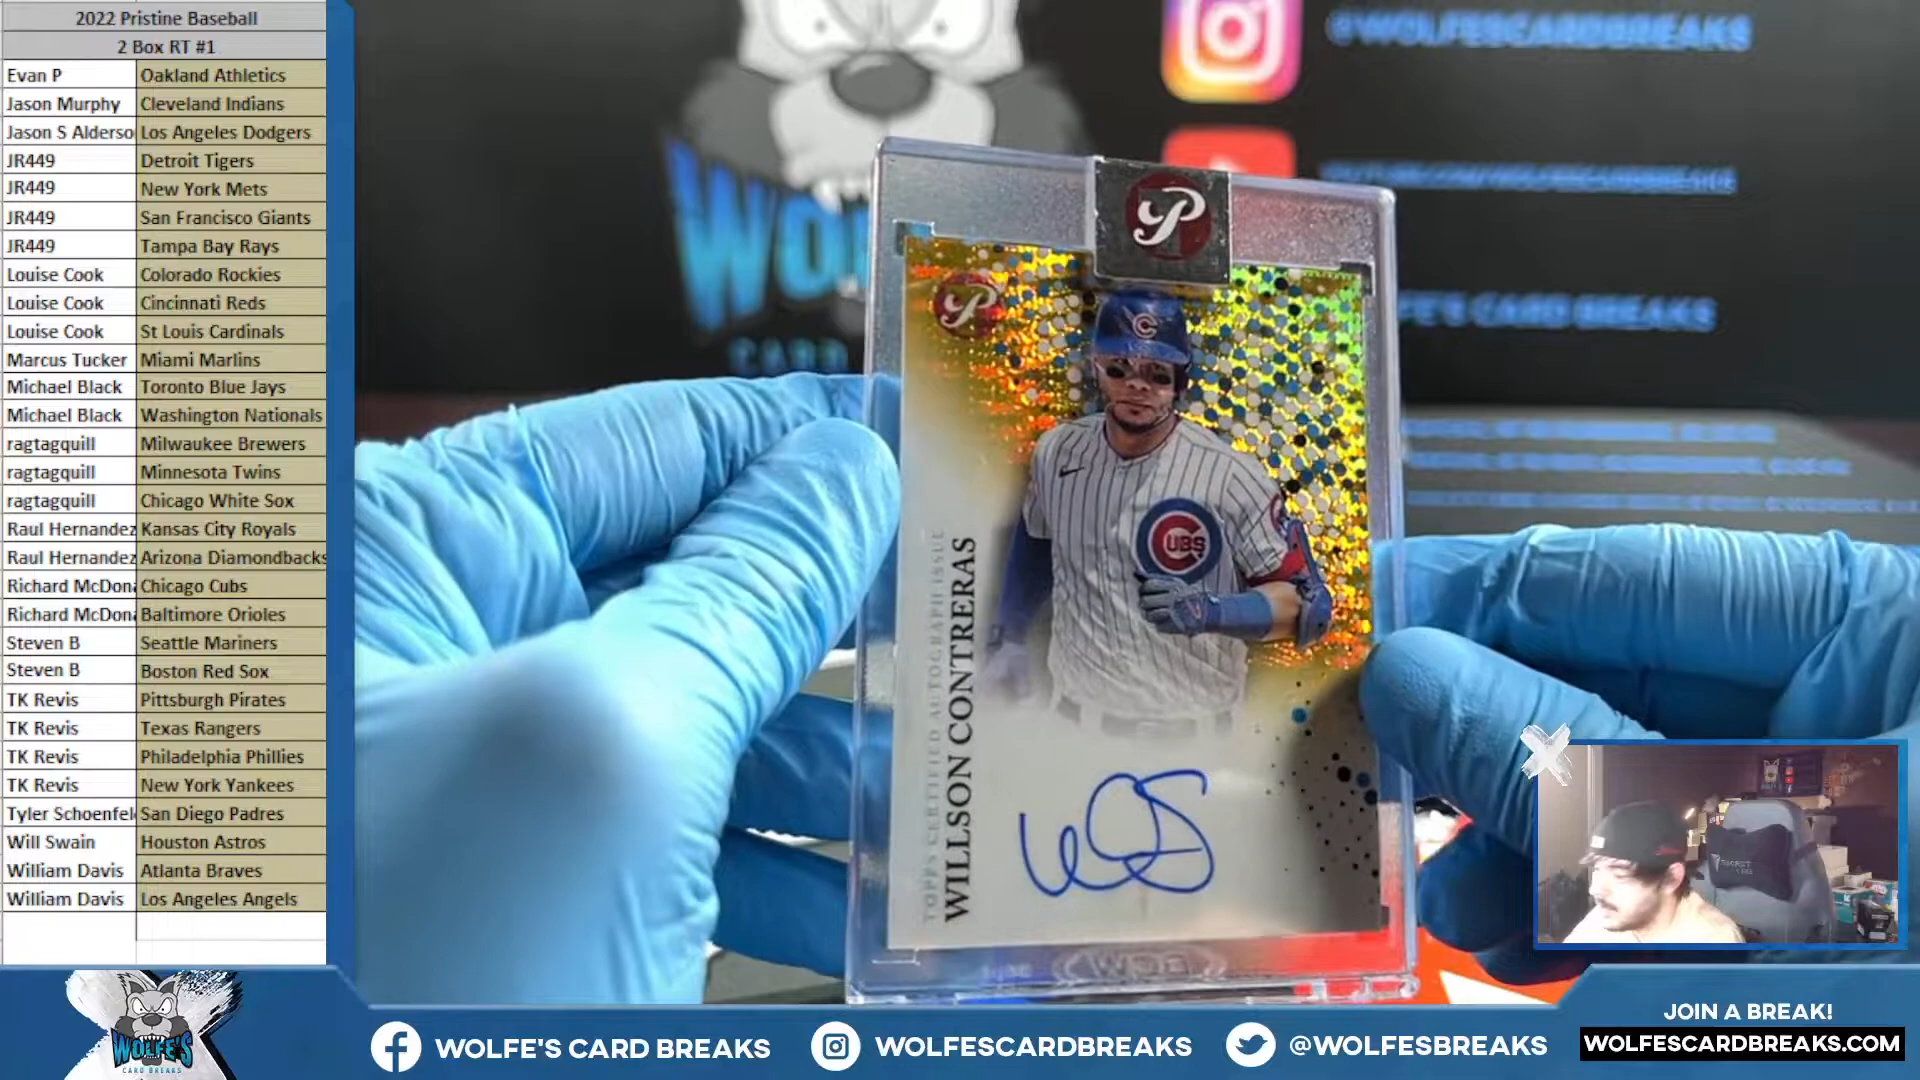 2022 Pristine Baseball
2 Box RT #1
Evan P Oakland Athletics
Jason Murphy Cleveland Indians
Jason S Alderso Los Angeles Dodgers
JR449 Detroit Tigers
JR449 New York Mets
JR449 San Francisco Giants
JR449 Tampa Bay Rays
Louise Cook Colorado Rockies
Louise Cook Cincinnati Reds
Louise Cook St Louis Cardinals
Marcus Tucker Miami Marlins
Michael Black Toronto Blue Jays
Michael Black Washington Nationals
ragtagquill Milwaukee Brewers
ragtagquill Minnesota Twins
ragtagquill Chicago White Sox
Raul Hernandez Kansas City Royals
Raul Hernandez Arizona Diamondbacks
Richard McDona Chicago Cubs
Richard McDona Baltimore Orioles
Steven B Seattle Mariners
Steven B Boston Red Sox
TK Revis Pittsburgh Pirates
TK Revis Texas Rangers
TK Revis Philadelphia Phillies
TK Revis New York Yankees
Tyler Schoenfel San Diego Padres
Will Swain Houston Astros
William Davis Atlanta Braves
William Davis Los Angeles Angels
@WOLFESCARDBREAKS
WOLFE'S CARD BREAKS
P
P
C
CUBS
TOPPS CERTIFIED AUTOGRAPH ISSUE
WILLSON CONTRERAS
WOLFE'S
CARD BREAKS
WOLFE'S CARD BREAKS
WOLFESCARDBREAKS
@WOLFESBREAKS
JOIN A BREAK!
WOLFESCARDBREAKS.COM